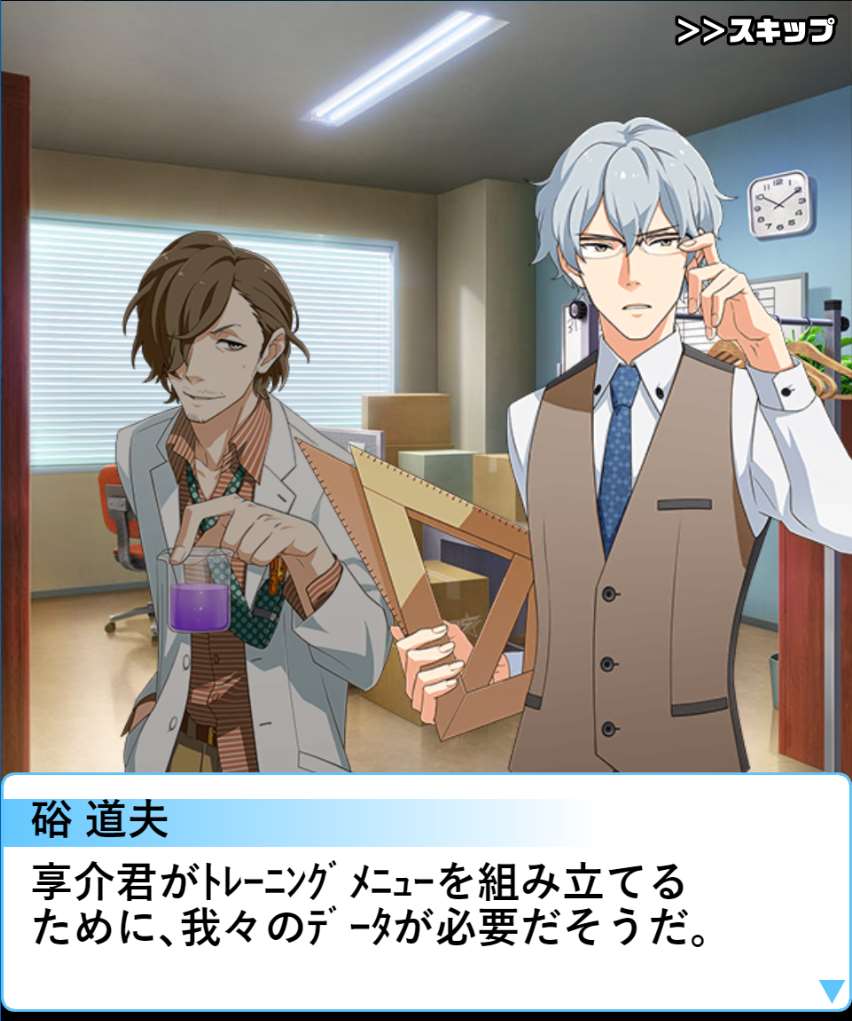 >>スキップ
硲 道夫
享介君がﾄﾚｰﾆﾝｸﾞﾒﾆｭｰを組み立てる
ために､我々のﾃﾞｰﾀが必要だそうだ。